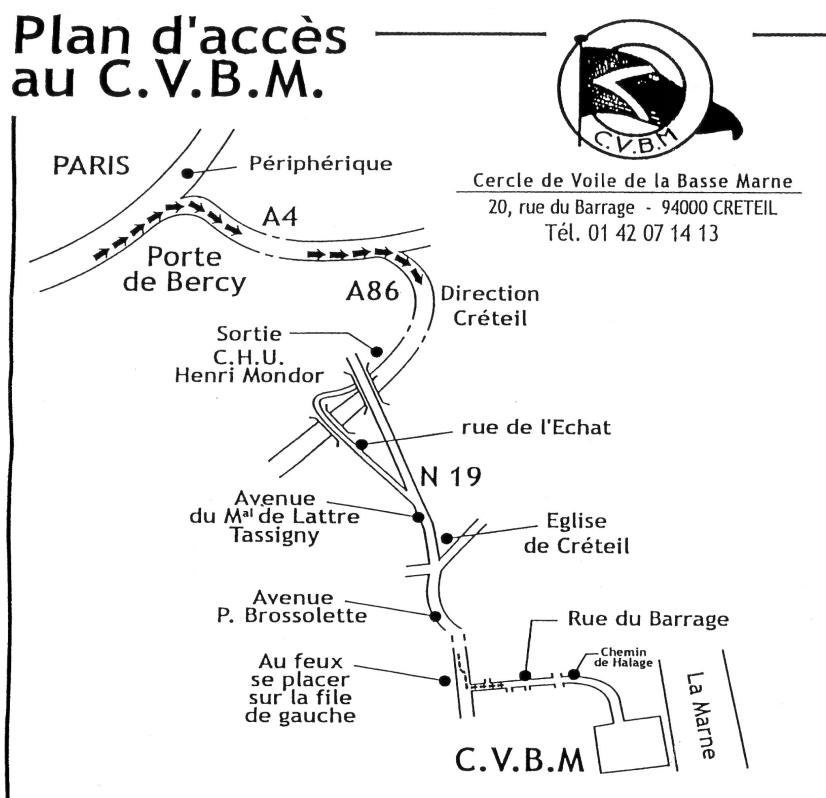 Plan d'accès
au C.V.B.M.
C.V.B.M
Cercle de Voile de la Basse Marne
20, rue du Barrage - 94000 CRETEIL
Tél. 01 42 07 14 13
PARIS
Périphérique
A4
Porte
de Bercy
A86
Direction
Créteil
Sortie
C.H.U.
Henri Mondor
rue de l'Echat
N 19
Avenue
du Mal de Lattre
Tassigny
Eglise
de Créteil
Avenue
P. Brossolette
Rue du Barrage
Au feux
se placer
sur la file
de gauche
Chemin
de Halage
La Marne
C.V.B.M